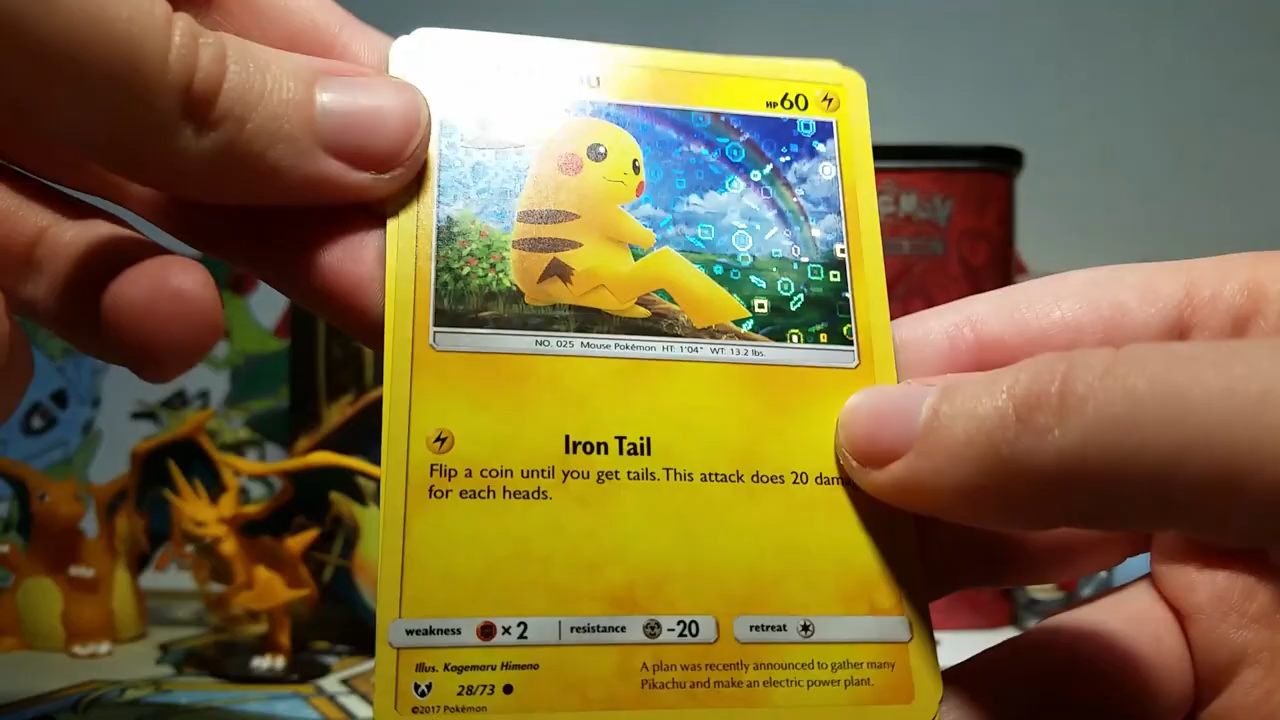 HP 60
NO. 025 Mouse Pokémon HT: 1'04" WT: 13.2 lbs.
Iron Tail
Flip a coin until you get tails. This attack does 20
for each heads.
weakness ×2 resistance -20 retreat
Illus. Kagemaru Himeno
28/73
©2017 Pokémon
A plan was recently announced to gather many
Pikachu and make an electric power plant.